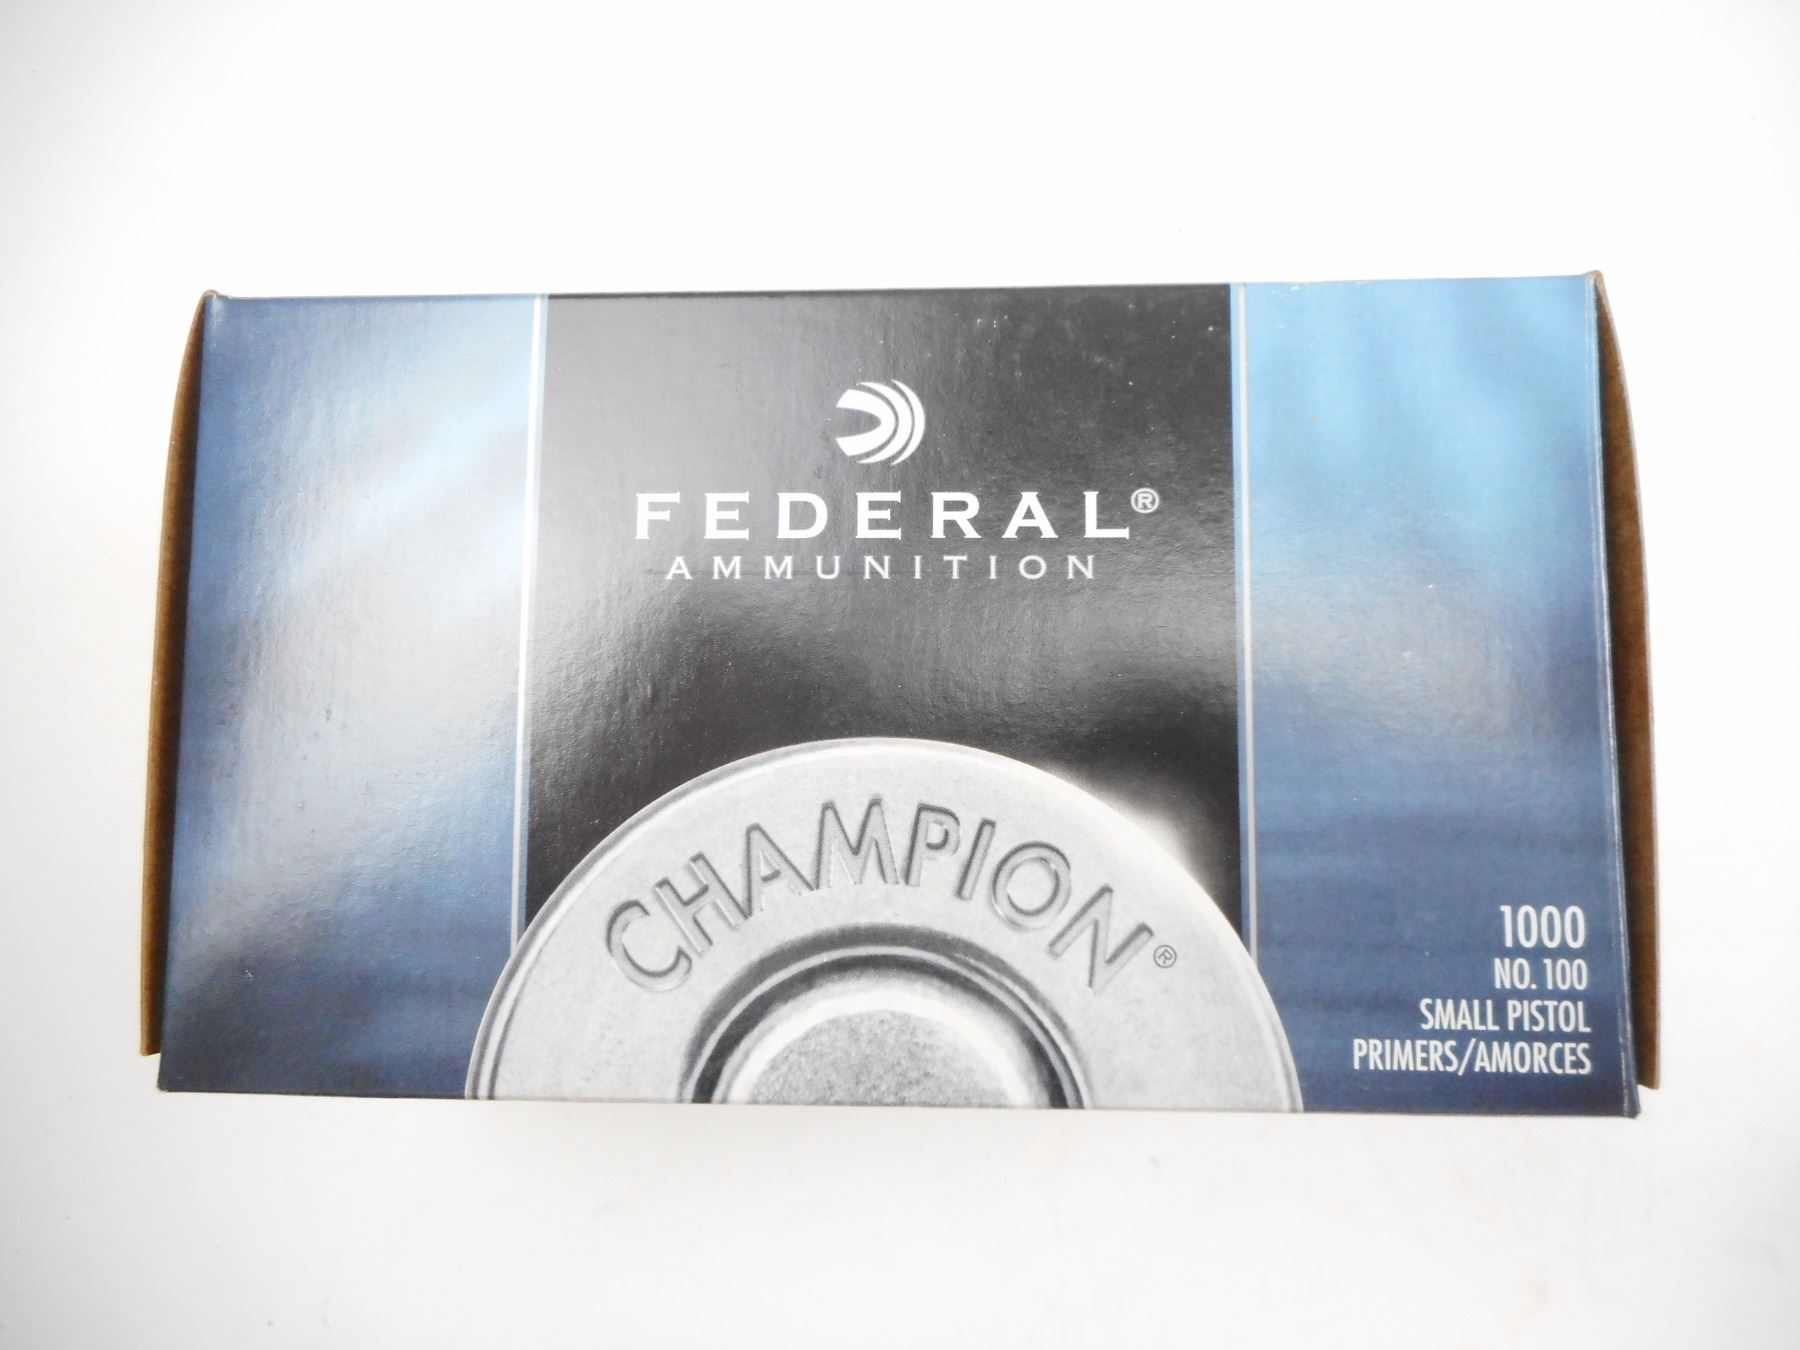 FEDERAL®
AMMUNITION
CHAMPION®
1000
NO. 100
SMALL PISTOL
PRIMERS/AMORCES